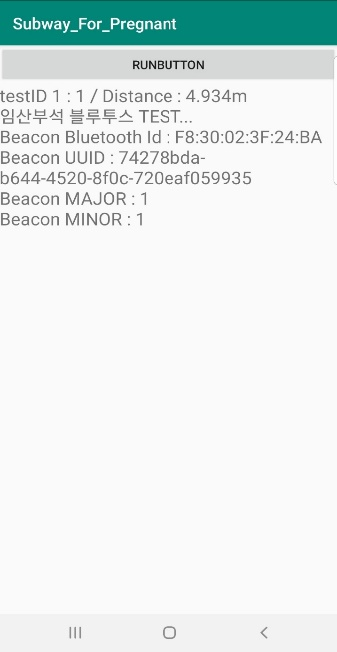 Subway_For_Pregnant
RUNBUTTON
testID 1 : 1 / Distance : 4.934m
임산부석 블루투스 TEST...
Beacon Bluetooth Id : F8:30:02:3F:24:BA
Beacon UUID : 74278bda-
b644-4520-8f0c-720eaf059935
Beacon MAJOR : 1
Beacon MINOR : 1